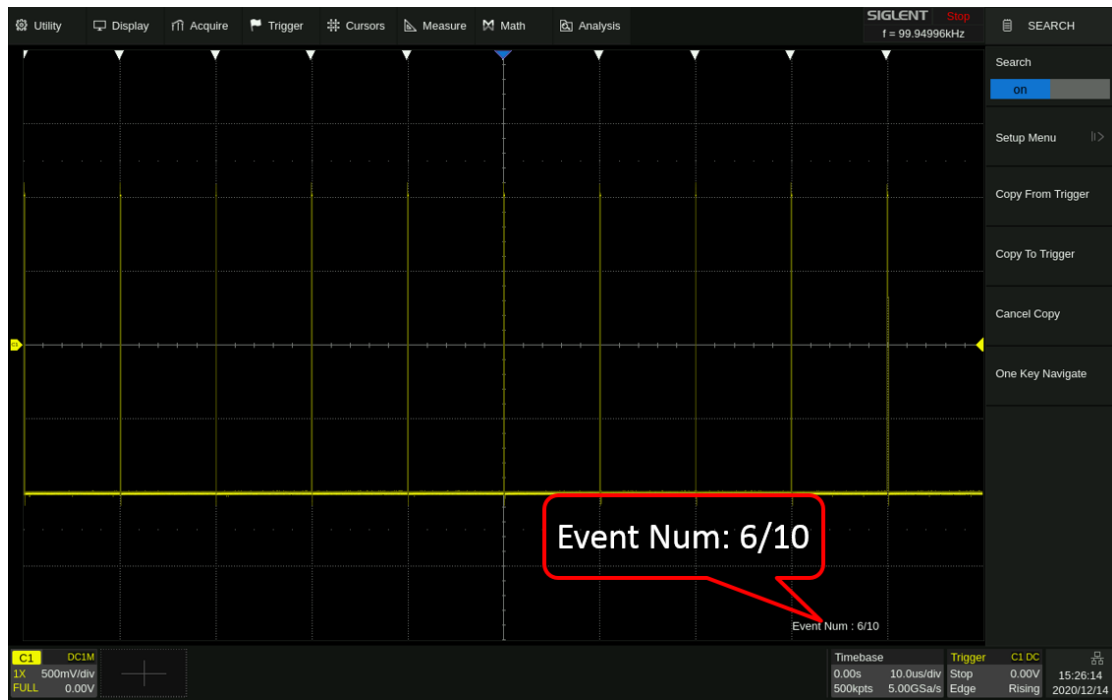 Utility Display Acquire Trigger Cursors Measure Math Analysis
SIGLENT Stop
f = 99.94996kHz
SEARCH
Search
on
Setup Menu
Copy From Trigger
Copy To Trigger
Cancel Copy
One Key Navigate
C1
Event Num: 6/10
Event Num : 6/10
C1 DC1M
1X 500mV/div
FULL 0.00V
Timebase
0.00s 10.0us/div
500kpts 5.00GSa/s
Trigger C1 DC
Stop 0.00V
Edge Rising
15:26:14
2020/12/14